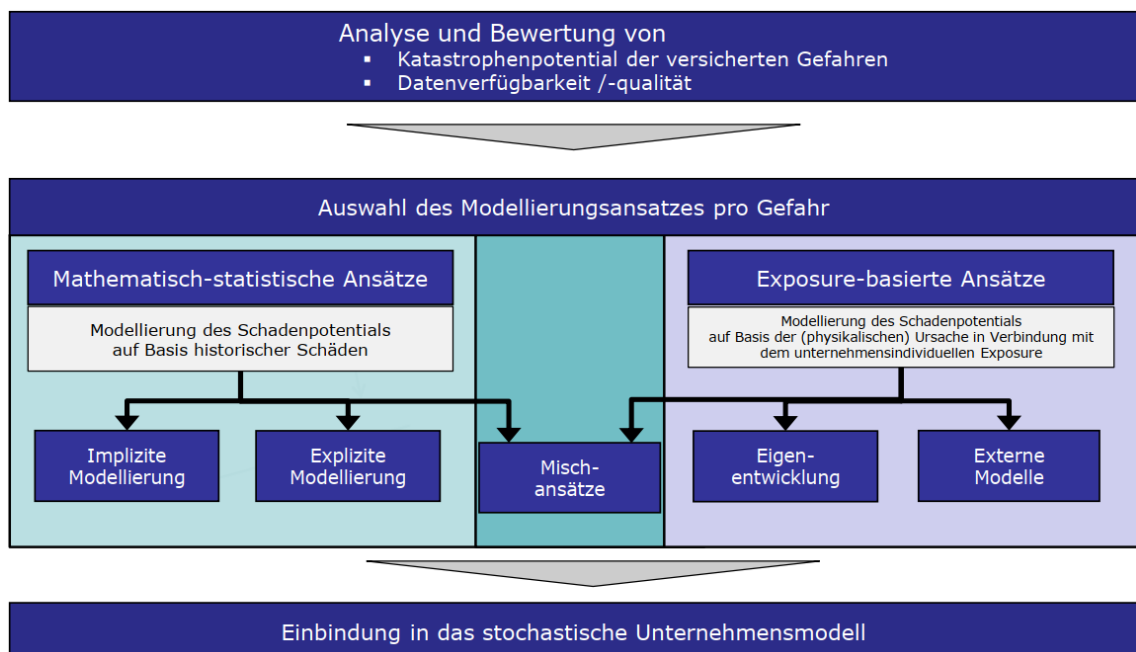 Analyse und Bewertung von
▪ Katastrophenpotential der versicherten Gefahren
▪ Datenverfügbarkeit /-qualität
Auswahl des Modellierungsansatzes pro Gefahr
Mathematisch-statistische Ansätze
Modellierung des Schadenpotentials
auf Basis historischer Schäden
Exposure-basierte Ansätze
Modellierung des Schadenpotentials
auf Basis der (physikalischen) Ursache in Verbindung mit
dem unternehmensindividuellen Exposure
Implizite
Modellierung
Explizite
Modellierung
Misch-
ansätze
Eigen-
entwicklung
Externe
Modelle
Einbindung in das stochastische Unternehmensmodell